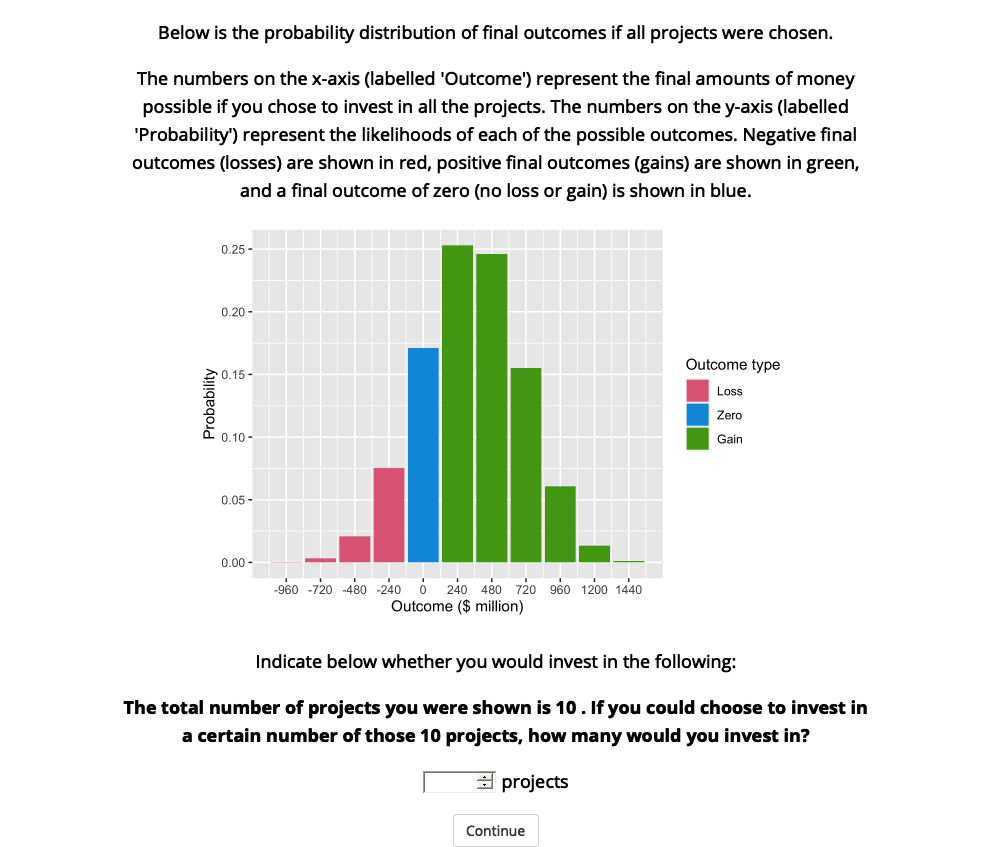 Below is the probability distribution of final outcomes if all projects were chosen.
The numbers on the x-axis (labelled 'Outcome') represent the final amounts of money
possible if you chose to invest in all the projects. The numbers on the y-axis (labelled
'Probability') represent the likelihoods of each of the possible outcomes. Negative final
outcomes (losses) are shown in red, positive final outcomes (gains) are shown in green,
and a final outcome of zero (no loss or gain) is shown in blue.
0.25
0.20
0.15
0.10
0.05
0.00
Probability
-960 -720 -480 -240 0 240 480 720 960 1200 1440
Outcome ($ million)
Outcome type
Loss
Zero
Gain
Indicate below whether you would invest in the following:
The total number of projects you were shown is 10 . If you could choose to invest in
a certain number of those 10 projects, how many would you invest in?
projects
Continue